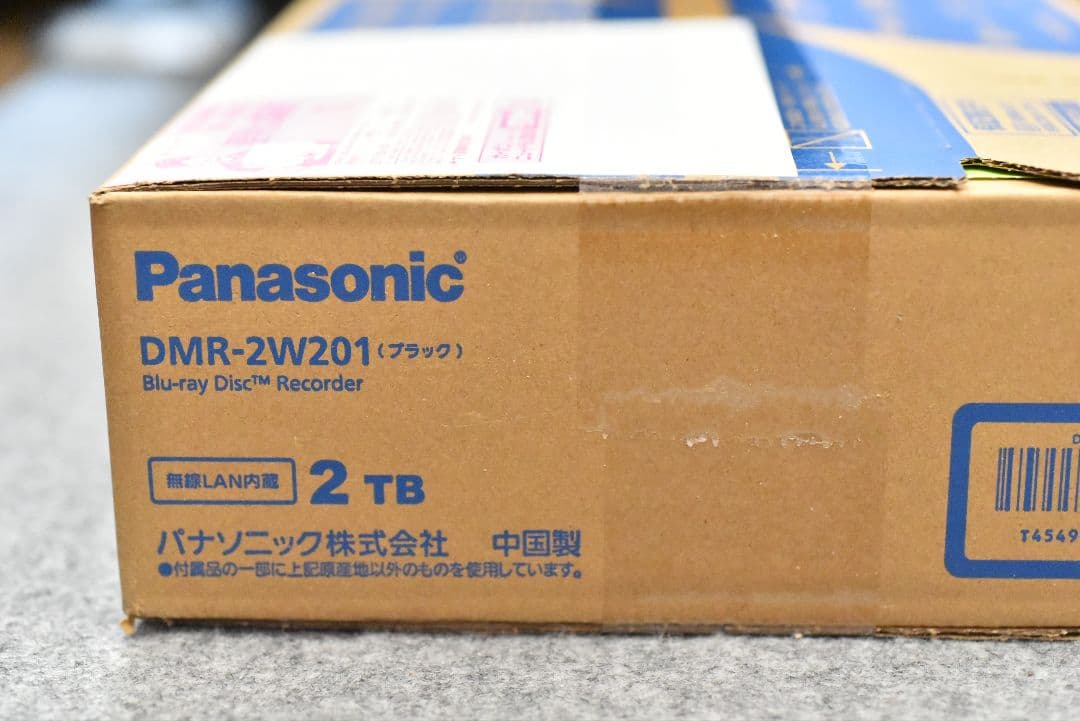 Panasonic®
DMR-2W201(ブラック)
Blu-ray Disc™ Recorder
無線LAN内蔵 2 TB
パナソニック株式会社 中国製
●付属品の一部に上記原産地以外のものを使用しています。
D
T4549